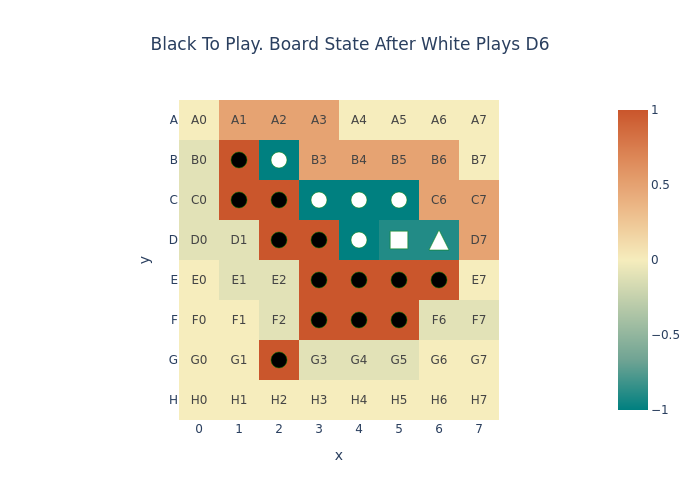 Black To Play. Board State After White Plays D6
A A0 A1 A2 A3 A4 A5 A6 A7
B B0 B3 B4 B5 B6 B7
C C0 C6 C7
D D0 D1 D7
E E0 E1 E2 E7
F F0 F1 F2 F6 F7
G G0 G1 G3 G4 G5 G6 G7
H H0 H1 H2 H3 H4 H5 H6 H7
0 1 2 3 4 5 6 7
x
y
1
0.5
0
−0.5
−1